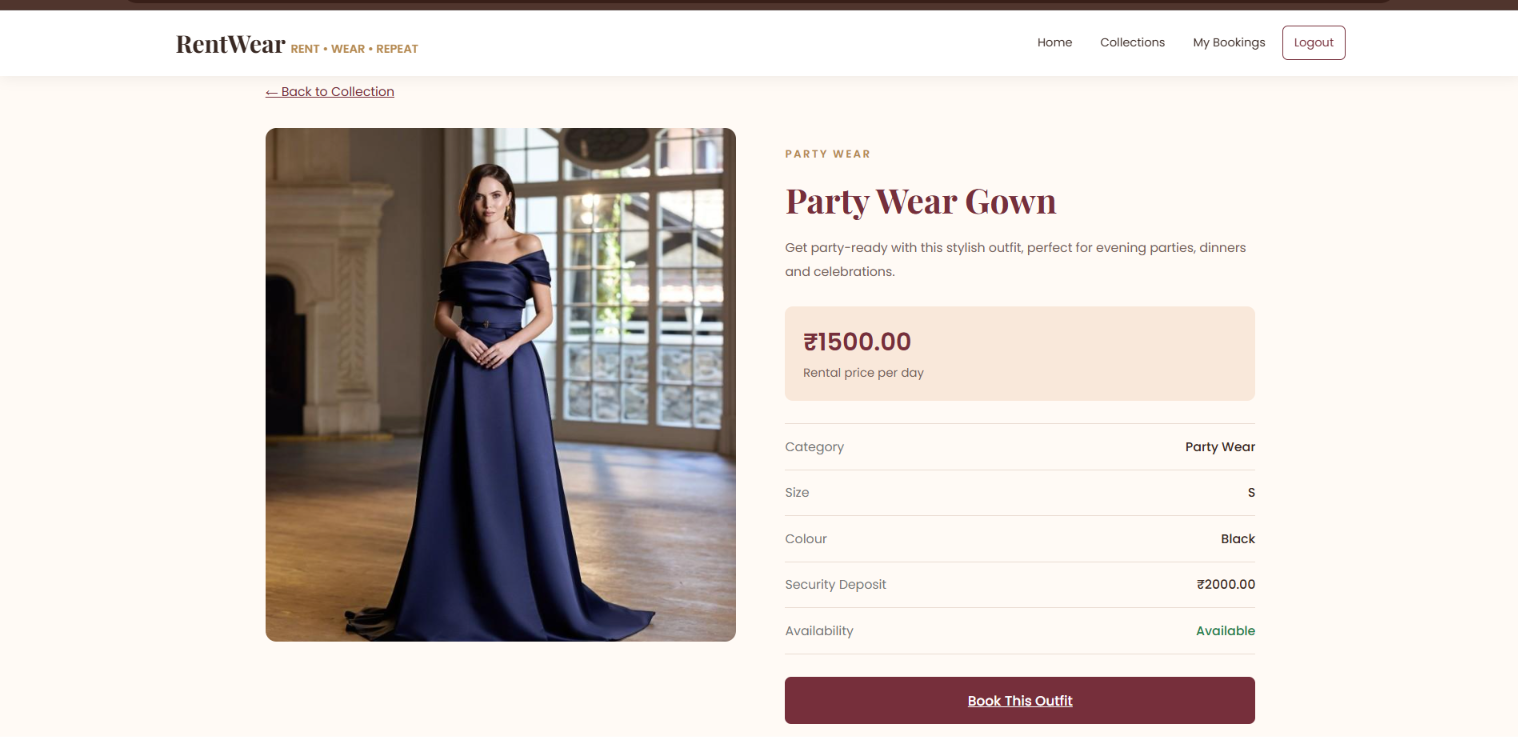 RentWear RENT • WEAR • REPEAT
Home Collections My Bookings Logout
← Back to Collection
PARTY WEAR
Party Wear Gown
Get party-ready with this stylish outfit, perfect for evening parties, dinners
and celebrations.
₹1500.00
Rental price per day
Category Party Wear
Size S
Colour Black
Security Deposit ₹2000.00
Availability Available
Book This Outfit